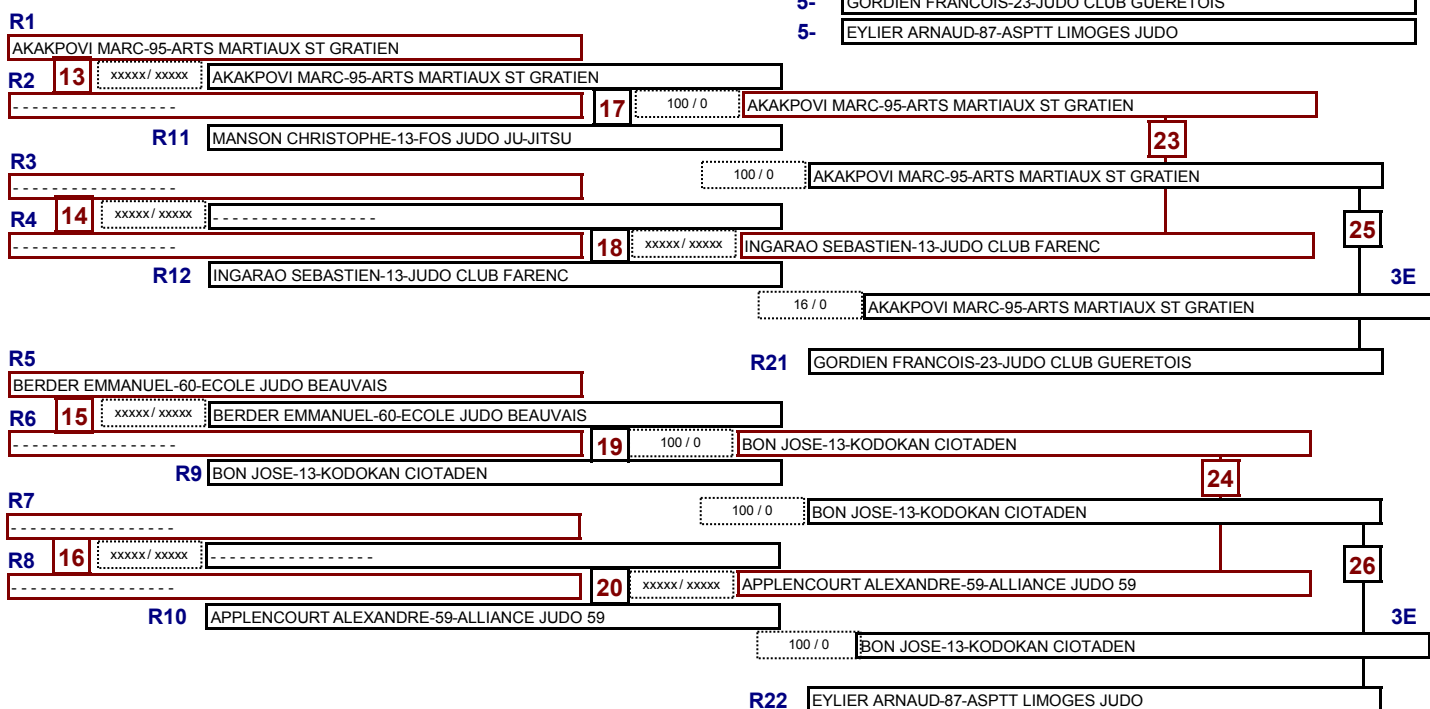 5- GORDIEN FRANCOIS-23-JUDO CLUB GUERETOIS
R1
5- EYLIER ARNAUD-87-ASPTT LIMOGES JUDO
AKAKPOVI MARC-95-ARTS MARTIAUX ST GRATIEN
R2 13 xxxxx / xxxxx AKAKPOVI MARC-95-ARTS MARTIAUX ST GRATIEN
- - - - - - - - - - - - - - - - - 17 100 / 0 AKAKPOVI MARC-95-ARTS MARTIAUX ST GRATIEN
R11 MANSON CHRISTOPHE-13-FOS JUDO JU-JITSU 23
R3
100 / 0 AKAKPOVI MARC-95-ARTS MARTIAUX ST GRATIEN
- - - - - - - - - - - - - - - - -
R4 14 xxxxx / xxxxx - - - - - - - - - - - - - - - - - 25
- - - - - - - - - - - - - - - - - 18 xxxxx / xxxxx INGARAO SEBASTIEN-13-JUDO CLUB FARENC
R12 INGARAO SEBASTIEN-13-JUDO CLUB FARENC 3E
16 / 0 AKAKPOVI MARC-95-ARTS MARTIAUX ST GRATIEN
R5
R21 GORDIEN FRANCOIS-23-JUDO CLUB GUERETOIS
BERDER EMMANUEL-60-ECOLE JUDO BEAUVAIS
R6 15 xxxxx / xxxxx BERDER EMMANUEL-60-ECOLE JUDO BEAUVAIS
- - - - - - - - - - - - - - - - - 19 100 / 0 BON JOSE-13-KODOKAN CIOTADEN
R9 BON JOSE-13-KODOKAN CIOTADEN 24
R7
100 / 0 BON JOSE-13-KODOKAN CIOTADEN
- - - - - - - - - - - - - - - - -
R8 16 xxxxx / xxxxx - - - - - - - - - - - - - - - - - 26
- - - - - - - - - - - - - - - - - 20 xxxxx / xxxxx APPLENCOURT ALEXANDRE-59-ALLIANCE JUDO 59
R10 APPLENCOURT ALEXANDRE-59-ALLIANCE JUDO 59 3E
100 / 0 BON JOSE-13-KODOKAN CIOTADEN
R22 EYLIER ARNAUD-87-ASPTT LIMOGES JUDO